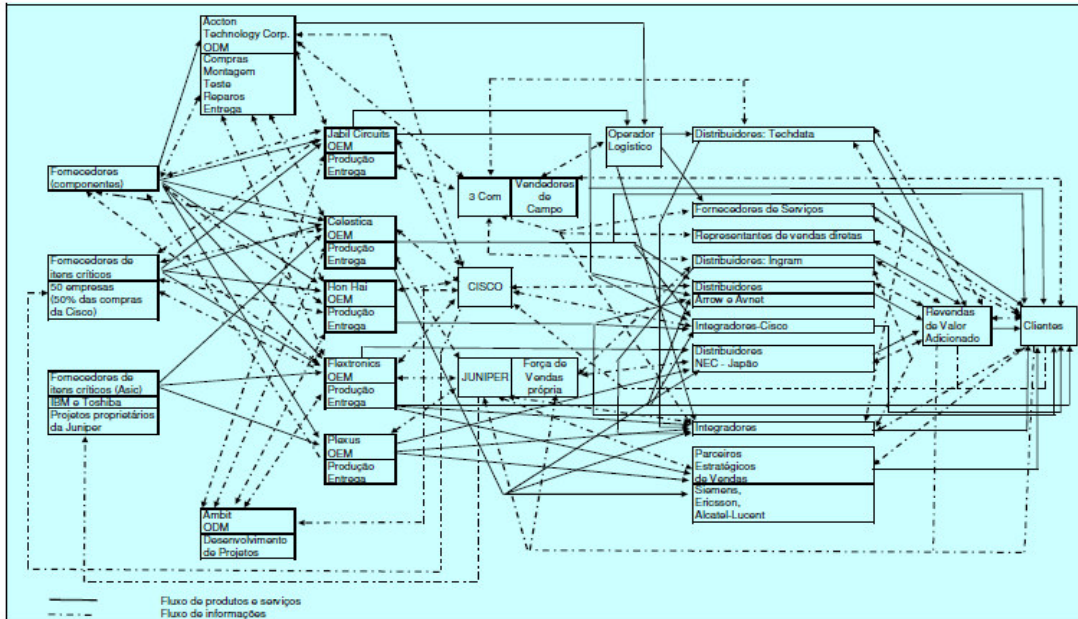 Accton
Technology Corp.
ODM
Compras
Montagem
Teste
Reparos
Entrega
Fornecedores
(componentes)
Fornecedores de
itens críticos
50 empresas
(50% das compras
da Cisco)
Fornecedores de
itens críticos (Asic)
IBM e Toshiba
Projetos proprietários
da Juniper
Ambit
ODM
Desenvolvimento
de Projetos
Jabil Circuits
OEM
Produção
Entrega
Celestica
OEM
Produção
Entrega
Hon Hai
OEM
Produção
Entrega
Flextronics
OEM
Produção
Entrega
Plexus
OEM
Produção
Entrega
3 Com
Vendedores
de
Campo
CISCO
JUNIPER
Força de
Vendas
própria
Operador
Logístico
Distribuidores: Techdata
Fornecedores de Serviços
Representantes de vendas diretas
Distribuidores: Ingram
Distribuidores
Arrow e Avnet
Integradores-Cisco
Distribuidores
NEC - Japão
Integradores
Parceiros
Estratégicos
de Vendas
Siemens,
Ericsson,
Alcatel-Lucent
Revendas
de Valor
Adicionado
Clientes
Fluxo de produtos e serviços
Fluxo de informações